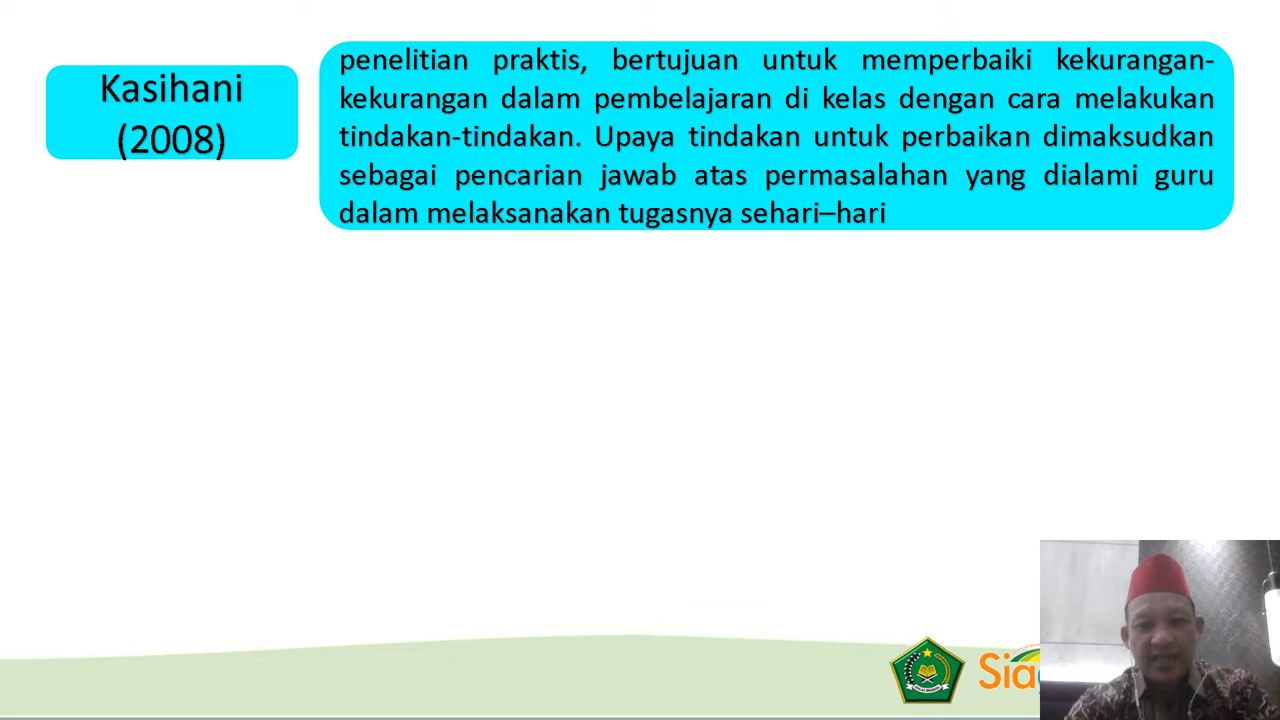 Kasihani
(2008)
penelitian praktis, bertujuan untuk memperbaiki kekurangan-
kekurangan dalam pembelajaran di kelas dengan cara melakukan
tindakan-tindakan. Upaya tindakan untuk perbaikan dimaksudkan
sebagai pencarian jawab atas permasalahan yang dialami guru
dalam melaksanakan tugasnya sehari–hari